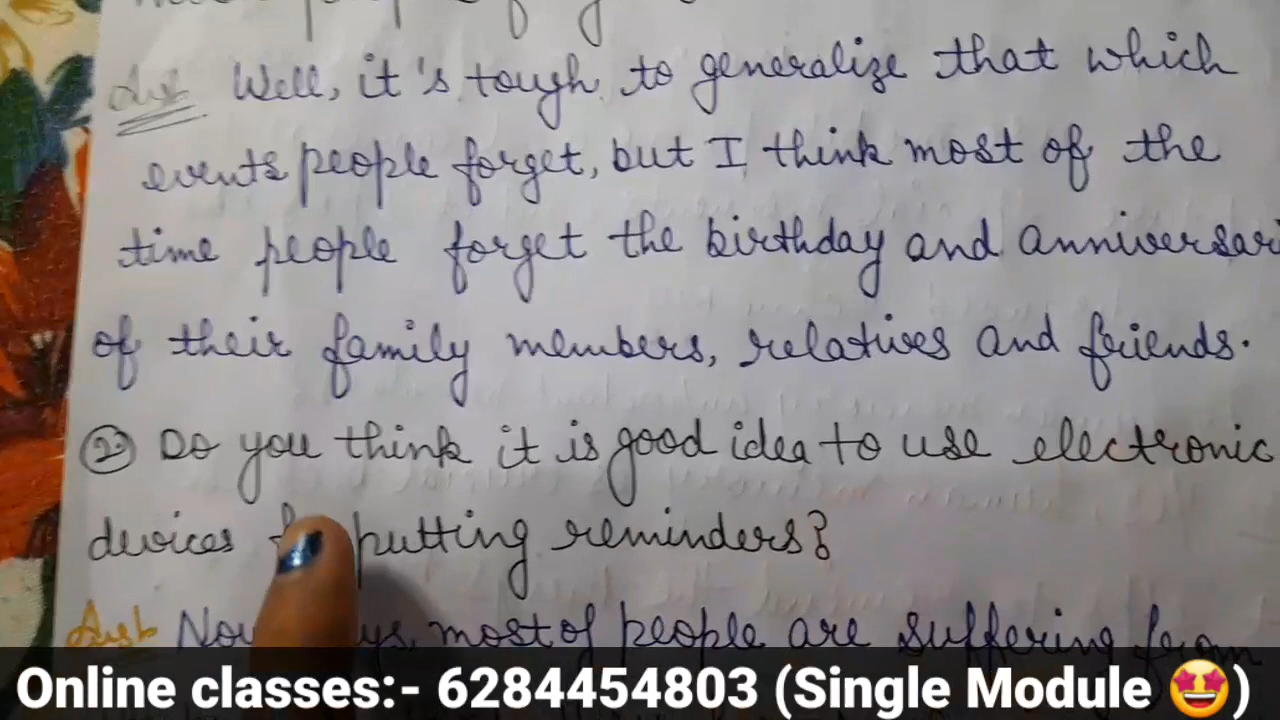 Ans Well, it's tough to generalize that which
events people forget, but I think most of the
time people forget the birthday and anniversari
of their family members, relatives and friends.
② Do you think it is good idea to use electronic
devices putting reminders?
Ans most of people are suffering from
Online classes:- 6284454803 (Single Module 🤩)